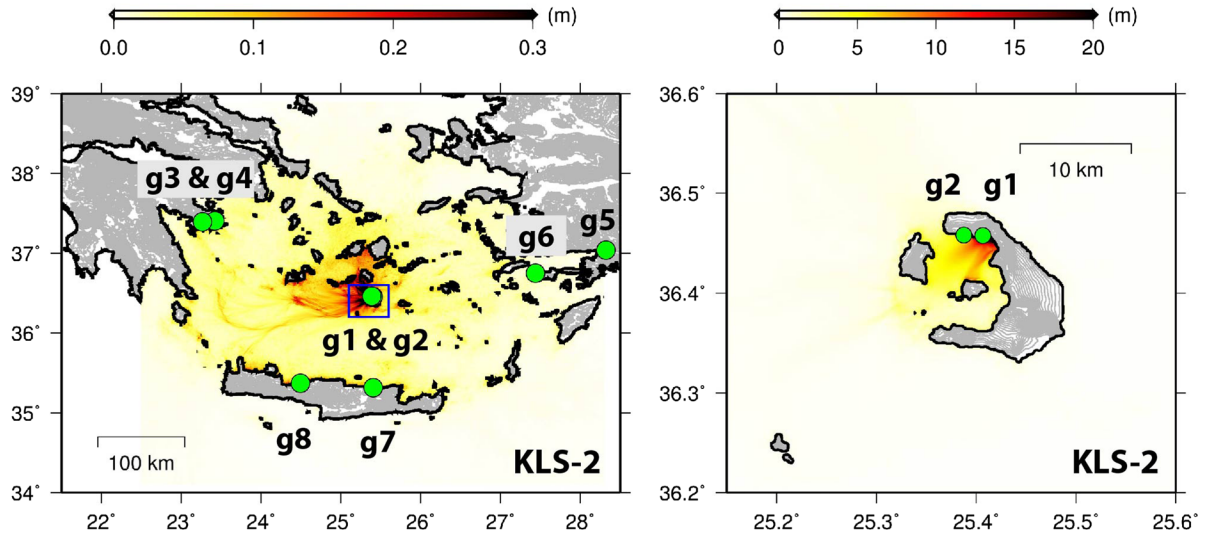 (m)
0.0 0.1 0.2 0.3
39°
38°
37°
36°
35°
34°
g3 & g4
g5
g6
g1 & g2
g8 g7
100 km
KLS-2
22° 23° 24° 25° 26° 27° 28°
(m)
0 5 10 15 20
36.6°
36.5°
36.4°
36.3°
36.2°
10 km
g2 g1
KLS-2
25.2° 25.3° 25.4° 25.5° 25.6°